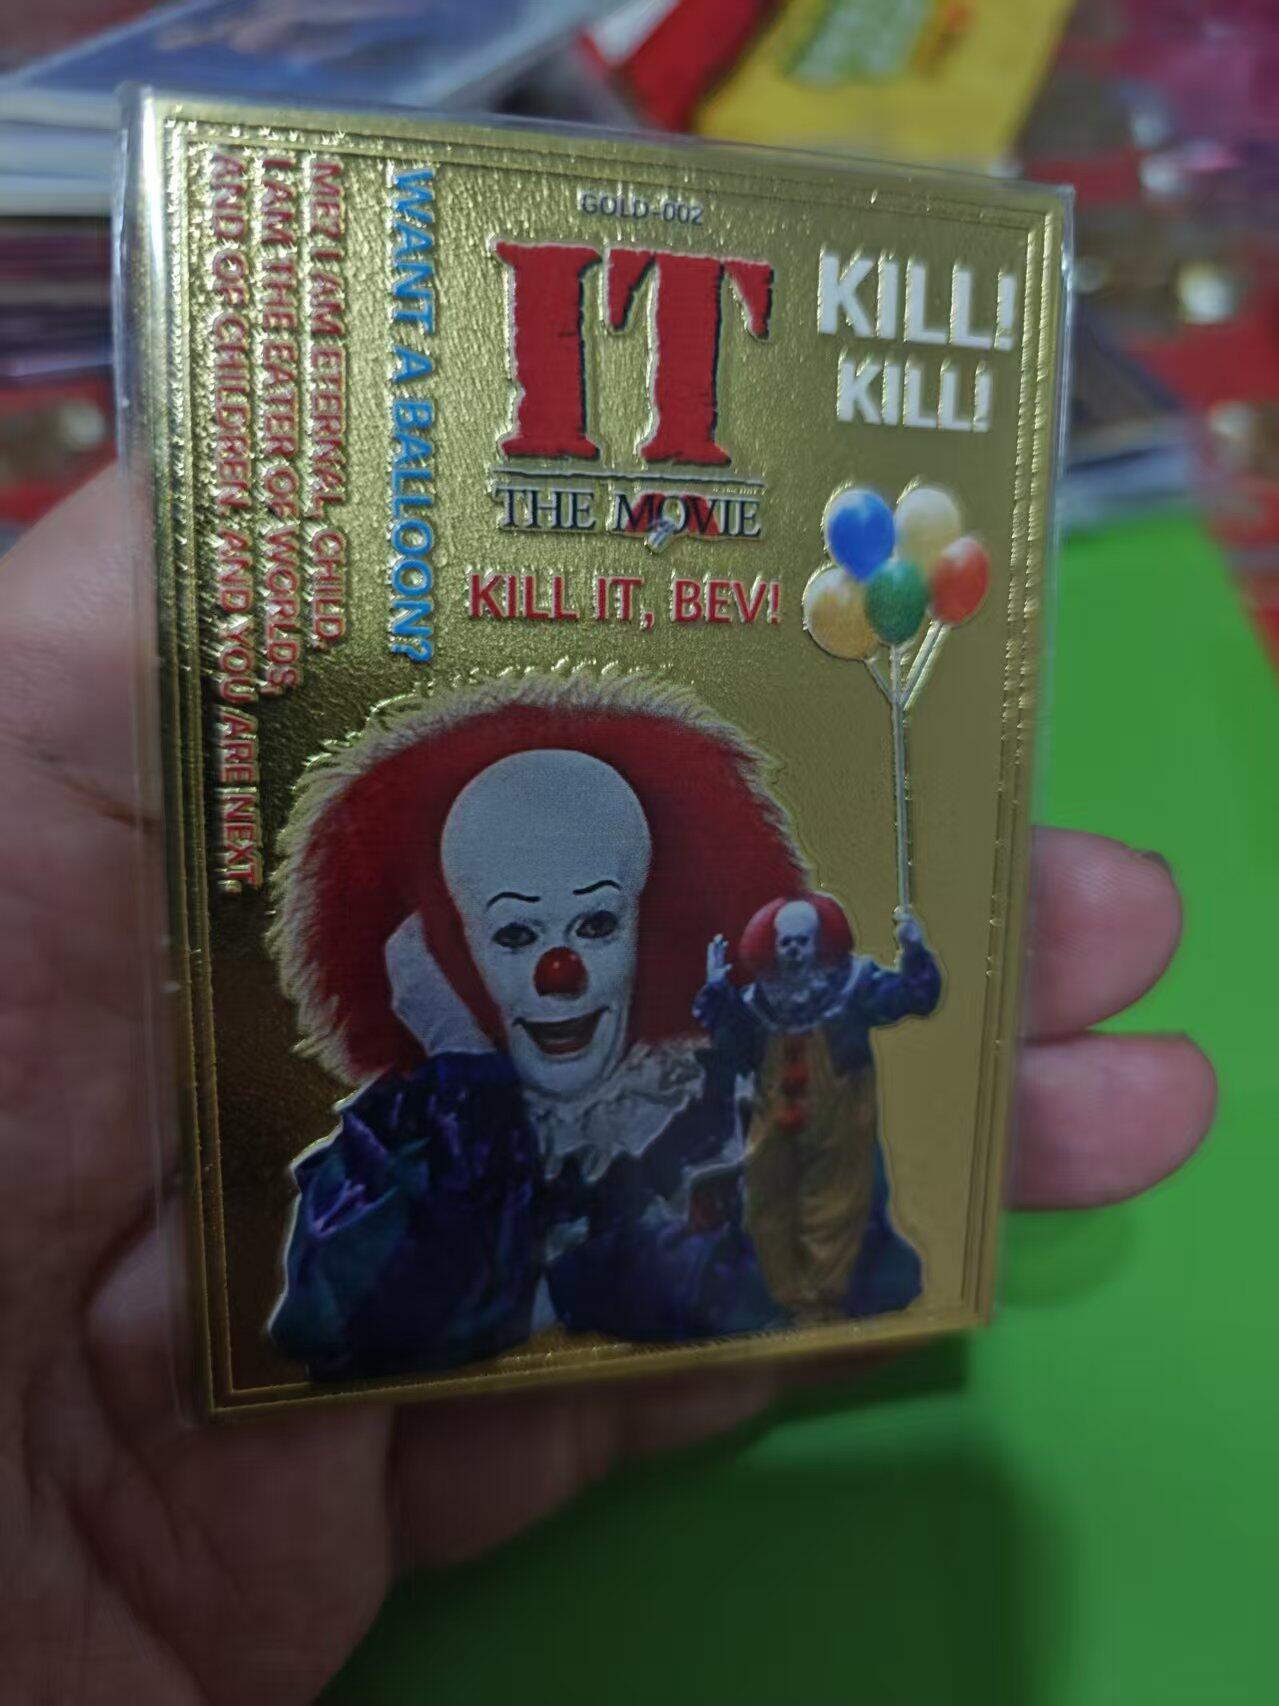 GOLD-002
IT
THE MOVIE
KILL IT, BEV!
KILL!
KILL!
WANT A BALLOON?
ME? I AM ETERNAL, CHILD.
I AM THE EATER OF WORLDS,
AND OF CHILDREN. AND YOU ARE NEXT.